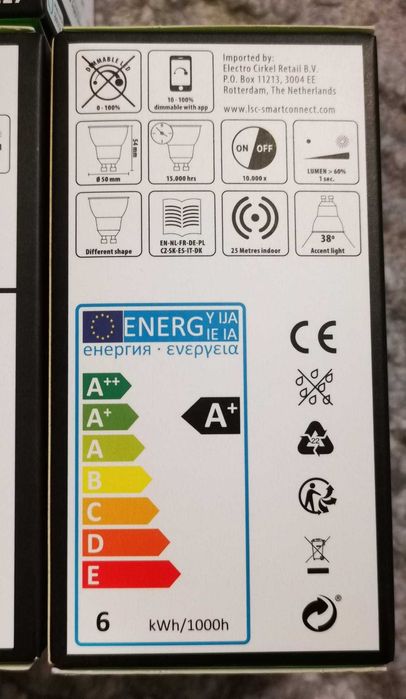 DIMMABLE LED
0 - 100%
10 - 100%
dimmable with app
Imported by:
Electro Cirkel Retail B.V.
P.O. Box 11213, 3004 EE
Rotterdam, The Netherlands
www.lsc-smartconnect.com
54 mm
Ø 50 mm
15.000 hrs
ON OFF
10.000 x
LUMEN > 60%
1 sec.
Different shape
EN-NL-FR-DE-PL
CZ-SK-ES-IT-DK
25 Metres indoor
38º
Accent light
ENERG Y IJA
IE IA
енергия · ενεργεια
A++
A+
A
B
C
D
E
A+
6 kWh/1000h
CE
22
®